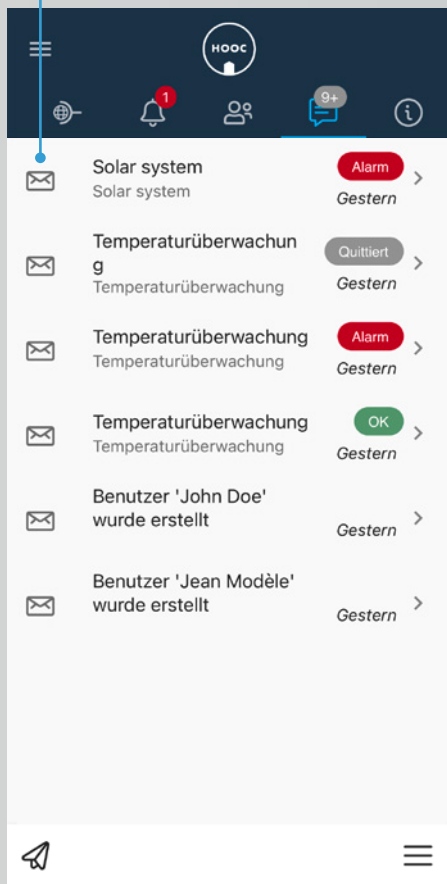 HOOC
1
9+
Solar system
Alarm
Solar system
Gestern
Temperaturüberwachun
g
Quittiert
Temperaturüberwachung
Gestern
Temperaturüberwachung
Alarm
Temperaturüberwachung
Gestern
Temperaturüberwachung
OK
Temperaturüberwachung
Gestern
Benutzer 'John Doe'
wurde erstellt
Gestern
Benutzer 'Jean Modèle'
wurde erstellt
Gestern